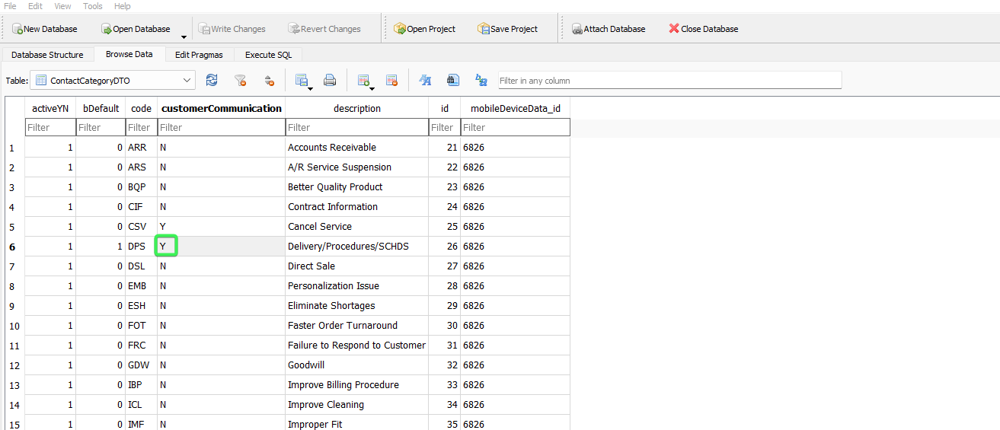 File Edit View Tools Help
New Database Open Database Write Changes Revert Changes Open Project Save Project Attach Database Close Database
Database Structure Browse Data Edit Pragmas Execute SQL
Table: ContactCategoryDTO Filter in any column
activeYN bDefault code customerCommunication description id mobileDeviceData_id
Filter Filter Filter Filter Filter Filter Filter
1 1 0 ARR N Accounts Receivable 21 6826
2 1 0 ARS N A/R Service Suspension 22 6826
3 1 0 BQP N Better Quality Product 23 6826
4 1 0 CIF N Contract Information 24 6826
5 1 0 CSV Y Cancel Service 25 6826
6 1 1 DPS Y Delivery/Procedures/SCHDS 26 6826
7 1 0 DSL N Direct Sale 27 6826
8 1 0 EMB N Personalization Issue 28 6826
9 1 0 ESH N Eliminate Shortages 29 6826
10 1 0 FOT N Faster Order Turnaround 30 6826
11 1 0 FRC N Failure to Respond to Customer 31 6826
12 1 0 GDW N Goodwill 32 6826
13 1 0 IBP N Improve Billing Procedure 33 6826
14 1 0 ICL N Improve Cleaning 34 6826
15 1 0 IMF N Improper Fit 35 6826